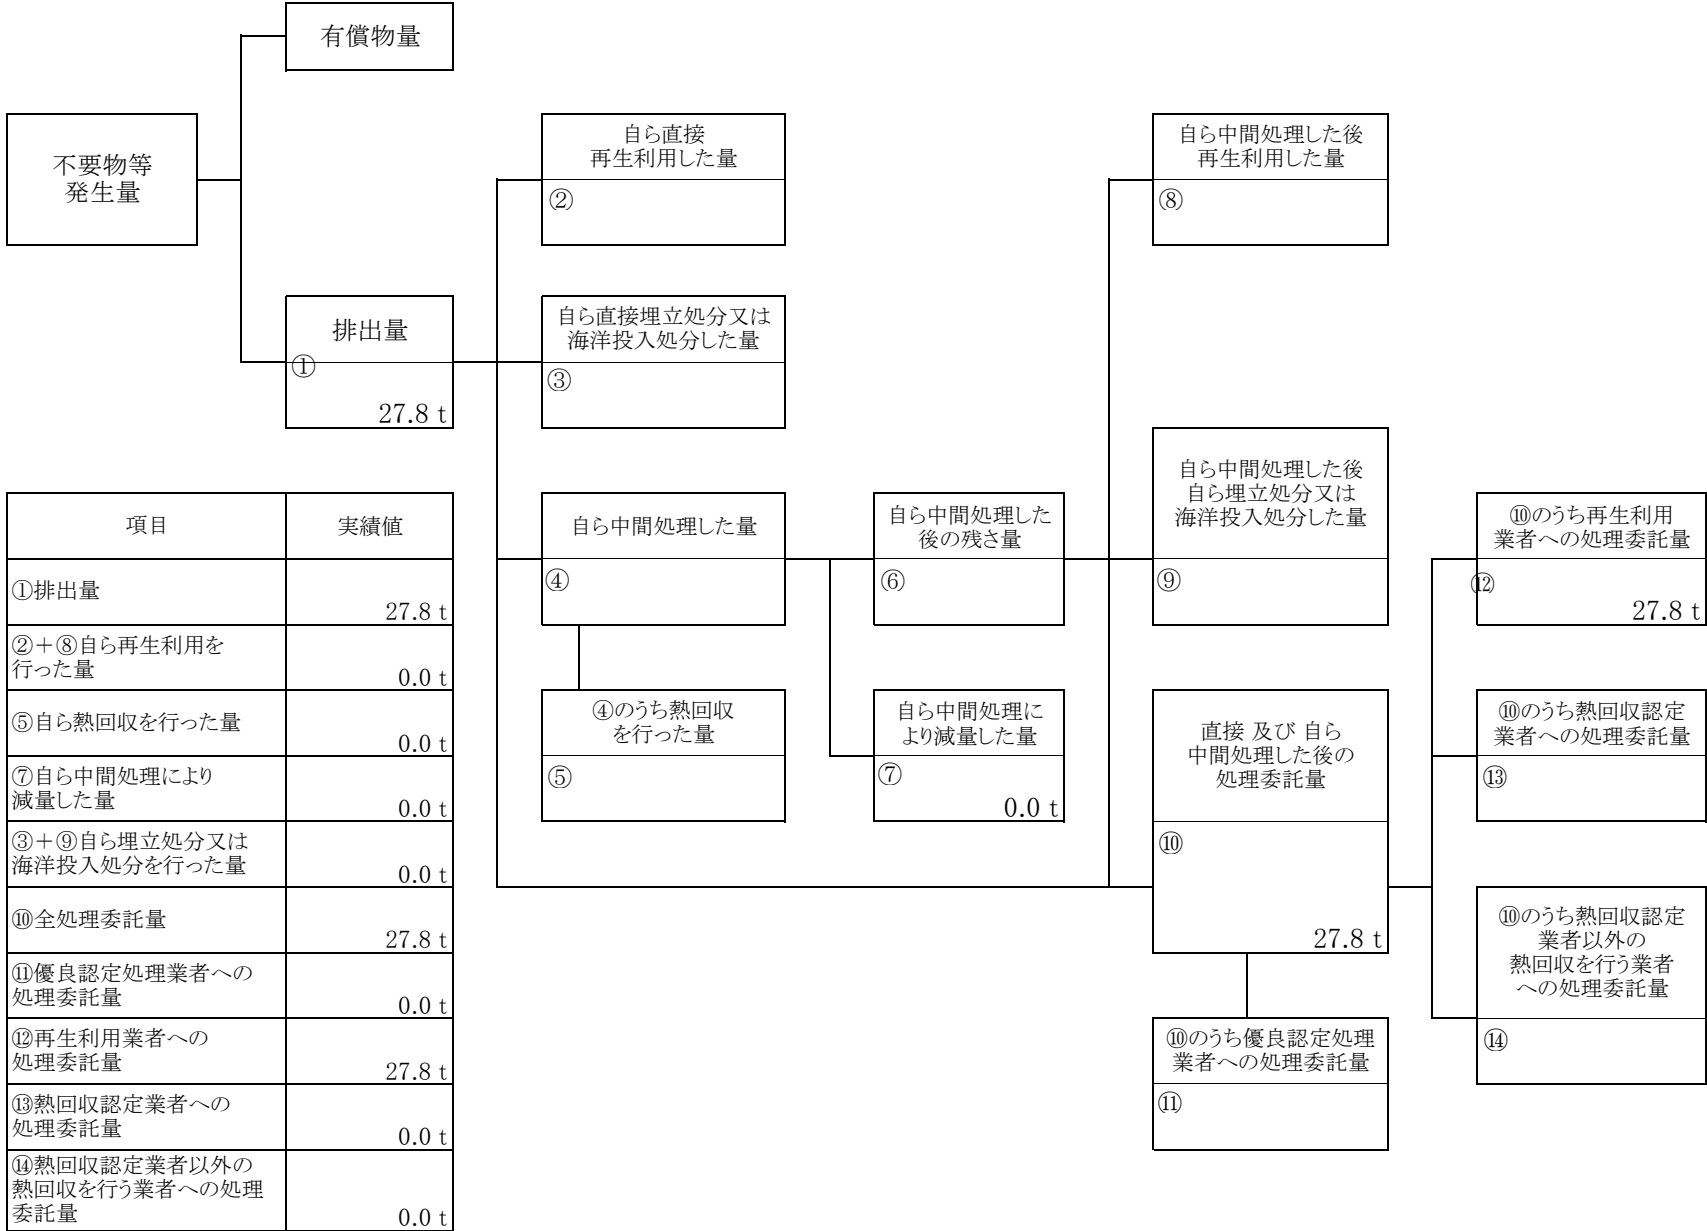 有償物量
不要物等
発生量
自ら直接
再生利用した量
②
自ら中間処理した後
再生利用した量
⑧
排出量
①
27.8 t
自ら直接埋立処分又は
海洋投入処分した量
③
自ら中間処理した量
④
自ら中間処理した
後の残さ量
⑥
自ら中間処理した後
自ら埋立処分又は
海洋投入処分した量
⑨
⑩のうち再生利用
業者への処理委託量
⑫
27.8 t
④のうち熱回収
を行った量
⑤
自ら中間処理に
より減量した量
⑦
0.0 t
直接 及び 自ら
中間処理した後の
処理委託量
⑩
27.8 t
⑩のうち熱回収認定
業者への処理委託量
⑬
⑩のうち熱回収認定
業者以外の
熱回収を行う業者
への処理委託量
⑭
⑩のうち優良認定処理
業者への処理委託量
⑪
項目 実績値
①排出量
27.8 t
②＋⑧自ら再生利用を
行った量
0.0 t
⑤自ら熱回収を行った量
0.0 t
⑦自ら中間処理により
減量した量
0.0 t
③＋⑨自ら埋立処分又は
海洋投入処分を行った量
0.0 t
⑩全処理委託量
27.8 t
⑪優良認定処理業者への
処理委託量
0.0 t
⑫再生利用業者への
処理委託量
27.8 t
⑬熱回収認定業者への
処理委託量
0.0 t
⑭熱回収認定業者以外の
熱回収を行う業者への処理
委託量
0.0 t